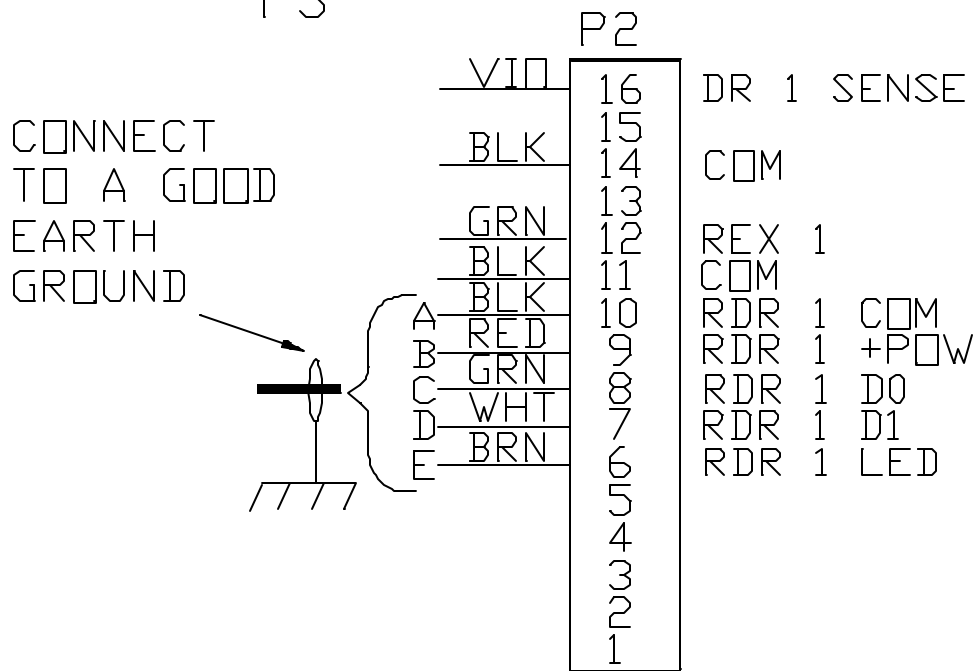 P2
VIO 16 DR 1 SENSE
15
BLK 14 COM
13
GRN 12 REX 1
BLK 11 COM
A BLK 10 RDR 1 COM
B RED 9 RDR 1 +POW
C GRN 8 RDR 1 D0
D WHT 7 RDR 1 D1
E BRN 6 RDR 1 LED
5
4
3
2
1
CONNECT
TO A GOOD
EARTH
GROUND